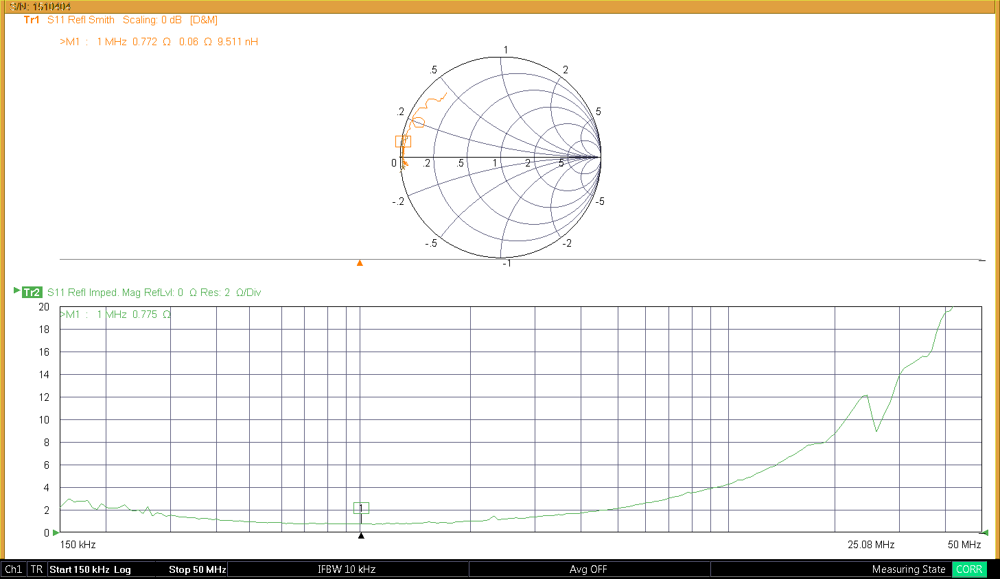 S/N: 1510404
Tr1 S11 Refl Smith Scaling: 0 dB [D&M]
>M1 : 1 MHz 0.772 Ω 0.06 Ω 9.511 nH
1
.5 2
.2 5
0 .2 .5 1 2 5
-.2 -5
-.5 -2
-1
Tr2 S11 Refl Imped. Mag RefLvl: 0 Ω Res: 2 Ω/Div
20
>M1 : 1 MHz 0.775 Ω
18
16
14
12
10
8
6
4
2
1
0
150 kHz 25.08 MHz 50 MHz
Ch1 TR Start 150 kHz Log Stop 50 MHz IFBW 10 kHz Avg OFF Measuring State CORR